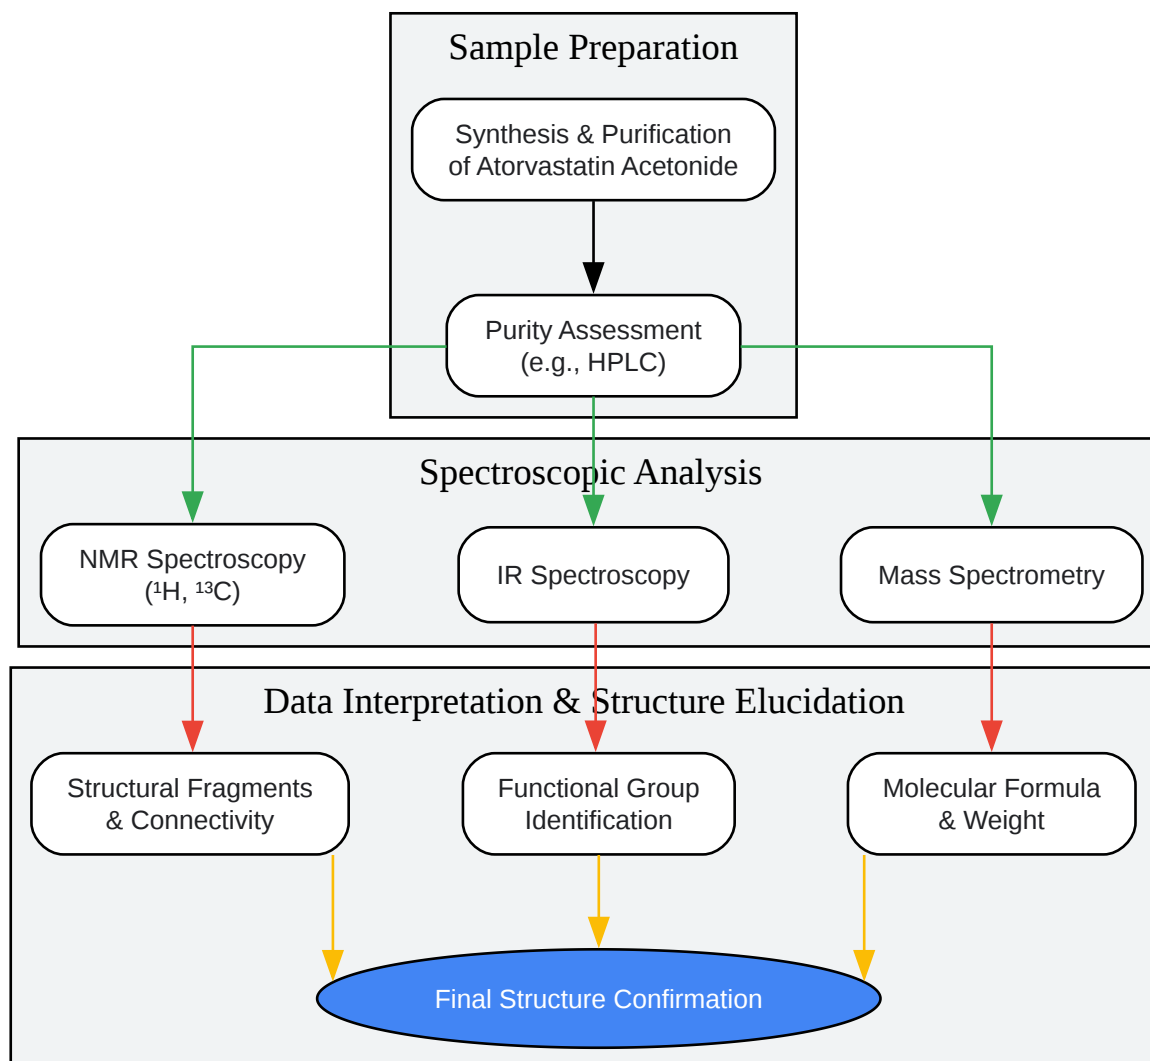 Sample Preparation
Synthesis & Purification
of Atorvastatin Acetonide
Purity Assessment
(e.g., HPLC)
Spectroscopic Analysis
NMR Spectroscopy
(¹H, ¹³C)
IR Spectroscopy
Mass Spectrometry
Data Interpretation & Structure Elucidation
Structural Fragments
& Connectivity
Functional Group
Identification
Molecular Formula
& Weight
Final Structure Confirmation